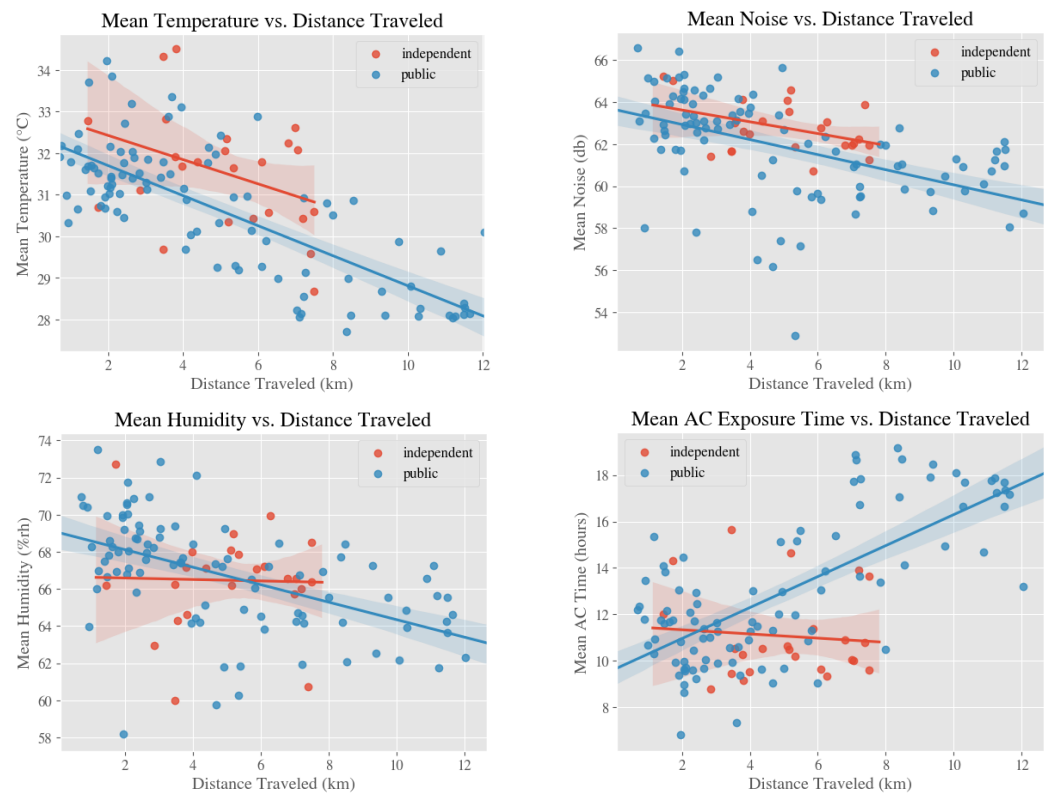 Mean Temperature vs. Distance Traveled
independent
public
34
33
32
31
30
29
28
Mean Temperature (°C)
2 4 6 8 10 12
Distance Traveled (km)
Mean Noise vs. Distance Traveled
independent
public
66
64
62
60
58
56
54
Mean Noise (db)
2 4 6 8 10 12
Distance Traveled (km)
Mean Humidity vs. Distance Traveled
independent
public
74
72
70
68
66
64
62
60
58
Mean Humidity (%rh)
2 4 6 8 10 12
Distance Traveled (km)
Mean AC Exposure Time vs. Distance Traveled
independent
public
18
16
14
12
10
8
Mean AC Time (hours)
2 4 6 8 10 12
Distance Traveled (km)